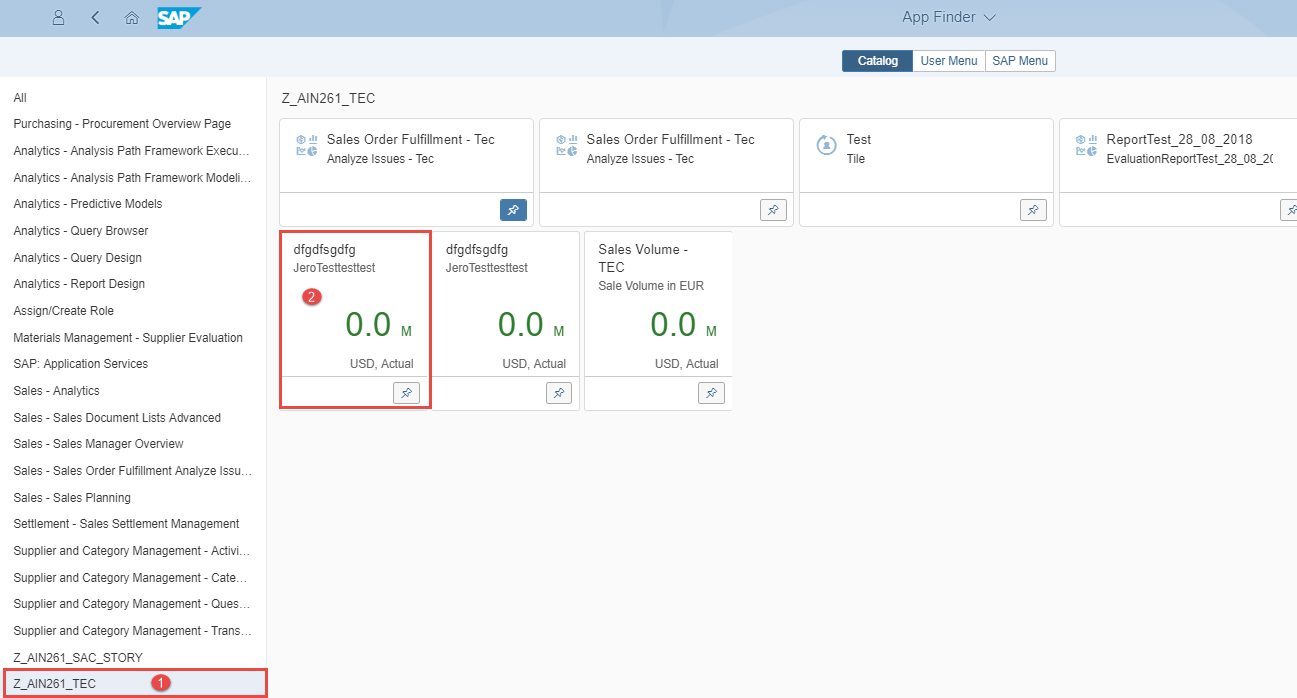 SAP
App Finder
Catalog
User Menu
SAP Menu
All
Purchasing - Procurement Overview Page
Analytics - Analysis Path Framework Execu...
Analytics - Analysis Path Framework Modeli...
Analytics - Predictive Models
Analytics - Query Browser
Analytics - Query Design
Analytics - Report Design
Assign/Create Role
Materials Management - Supplier Evaluation
SAP: Application Services
Sales - Analytics
Sales - Sales Document Lists Advanced
Sales - Sales Manager Overview
Sales - Sales Order Fulfillment Analyze Issu...
Sales - Sales Planning
Settlement - Sales Settlement Management
Supplier and Category Management - Activi...
Supplier and Category Management - Cate...
Supplier and Category Management - Ques...
Supplier and Category Management - Trans...
Z_AIN261_SAC_STORY
Z_AIN261_TEC
1
Z_AIN261_TEC
Sales Order Fulfillment - Tec
Analyze Issues - Tec
Sales Order Fulfillment - Tec
Analyze Issues - Tec
Test
Tile
ReportTest_28_08_2018
EvaluationReportTest_28_08_20
dfgdfsgdfg
JeroTesttesttest
2
0.0 M
USD, Actual
dfgdfsgdfg
JeroTesttesttest
0.0 M
USD, Actual
Sales Volume -
TEC
Sale Volume in EUR
0.0 M
USD, Actual